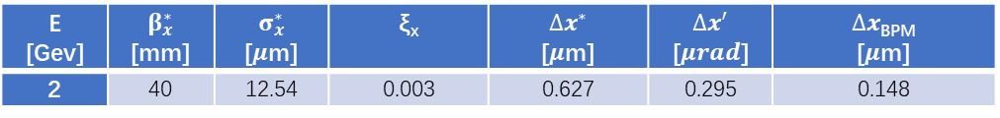 E β*x σ*x ξx Δx* Δx′ ΔxBPM
[Gev] [mm] [μm] [μm] [μrad] [μm]
2 40 12.54 0.003 0.627 0.295 0.148